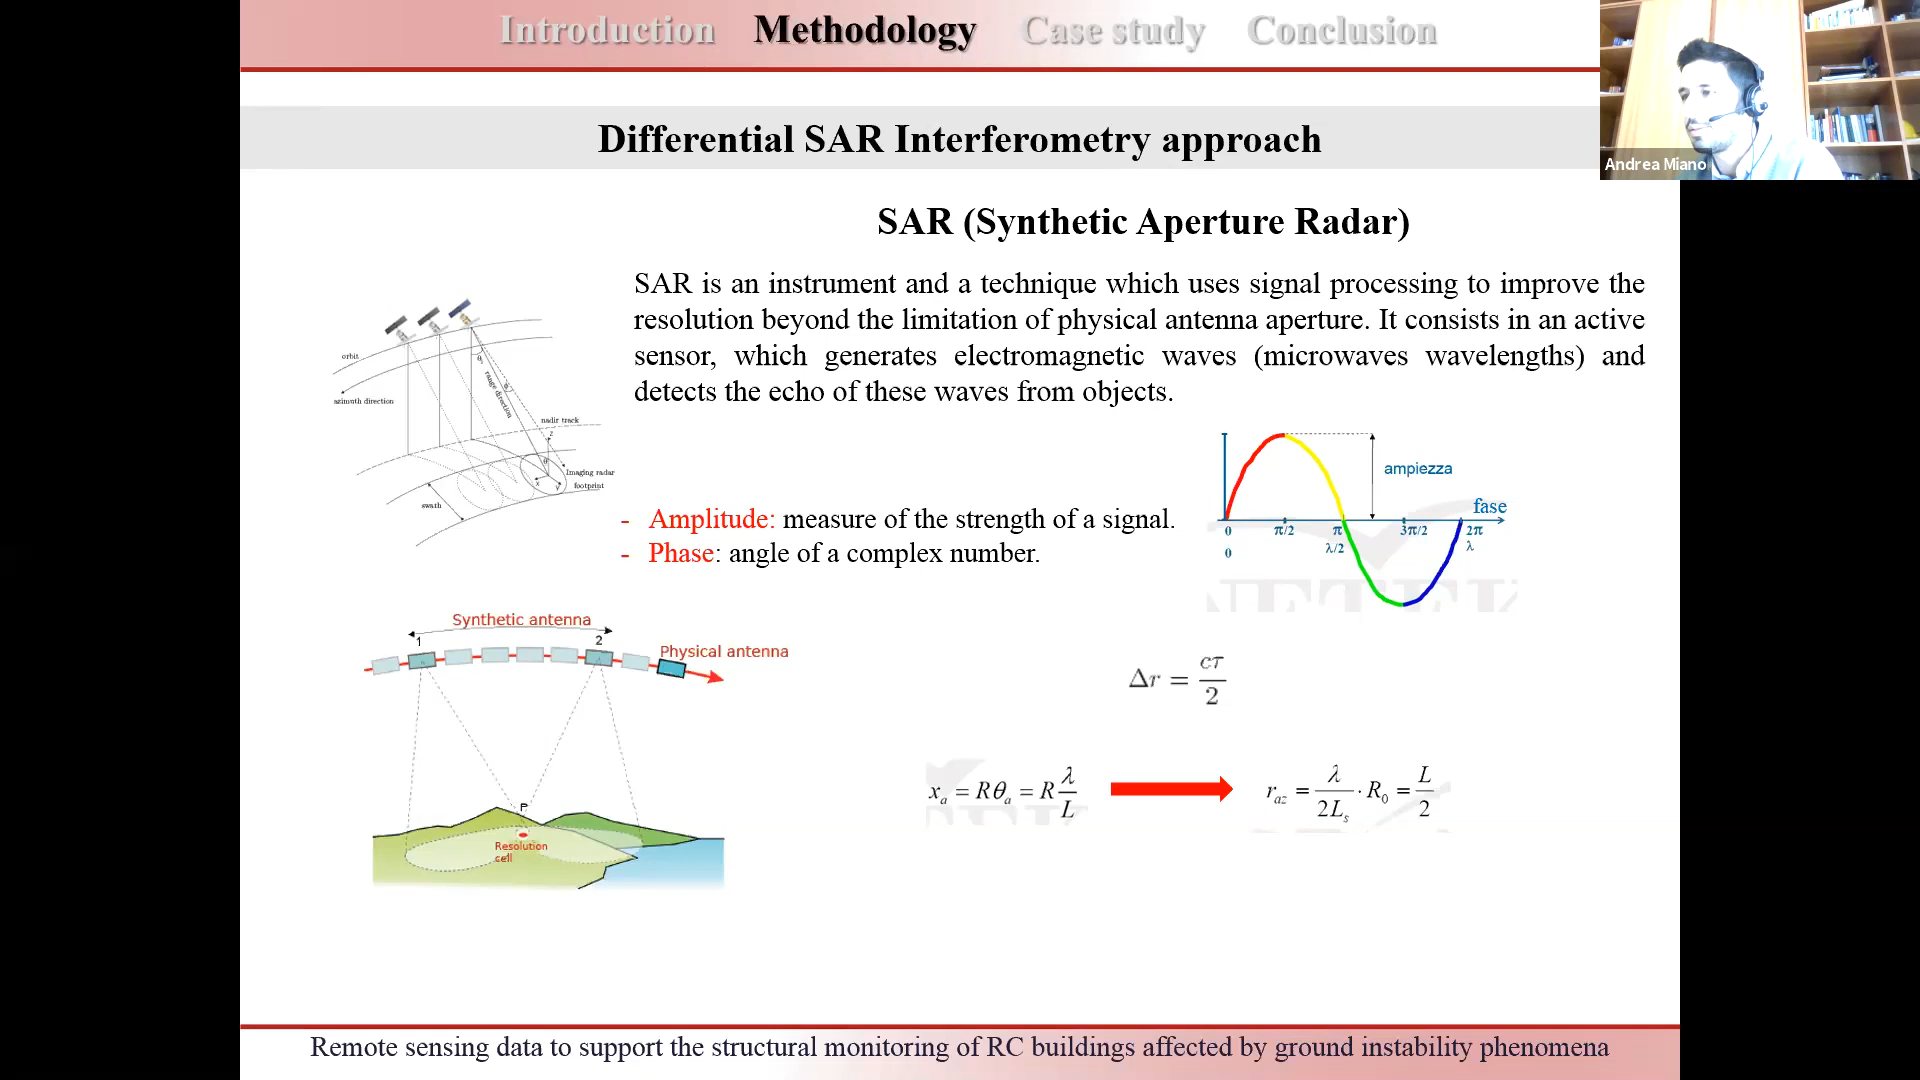 Introduction Methodology Case study Conclusion
Andrea Miano
Differential SAR Interferometry approach
SAR (Synthetic Aperture Radar)
SAR is an instrument and a technique which uses signal processing to improve the
resolution beyond the limitation of physical antenna aperture. It consists in an active
sensor, which generates electromagnetic waves (microwaves wavelengths) and
detects the echo of these waves from objects.
orbit
azimuth direction
range direction
nadir track
Imaging radar
footprint
swath
θ
z
x
y
- Amplitude: measure of the strength of a signal.
- Phase: angle of a complex number.
ampiezza
fase
0 π/2 π 3π/2 2π
0 λ/2 λ
Synthetic antenna
1 2
Physical antenna
P
Resolution
cell
Δr = cτ/2
xₐ = Rθₐ = R λ/L
r_az = λ/2L_s · R₀ = L/2
Remote sensing data to support the structural monitoring of RC buildings affected by ground instability phenomena